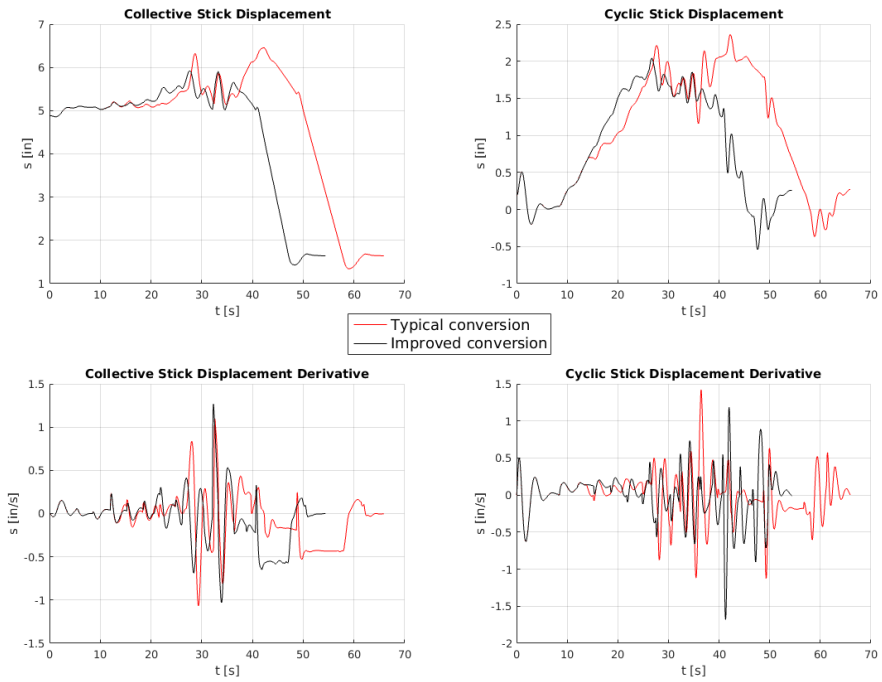 Collective Stick Displacement
7
6
5
4
3
2
1
s [in]
0 10 20 30 40 50 60 70
t [s]
Cyclic Stick Displacement
2.5
2
1.5
1
0.5
0
-0.5
-1
s [in]
0 10 20 30 40 50 60 70
t [s]
Typical conversion
Improved conversion
Collective Stick Displacement Derivative
1.5
1
0.5
0
-0.5
-1
-1.5
s [in/s]
0 10 20 30 40 50 60 70
t [s]
Cyclic Stick Displacement Derivative
1.5
1
0.5
0
-0.5
-1
-1.5
-2
s [in/s]
0 10 20 30 40 50 60 70
t [s]